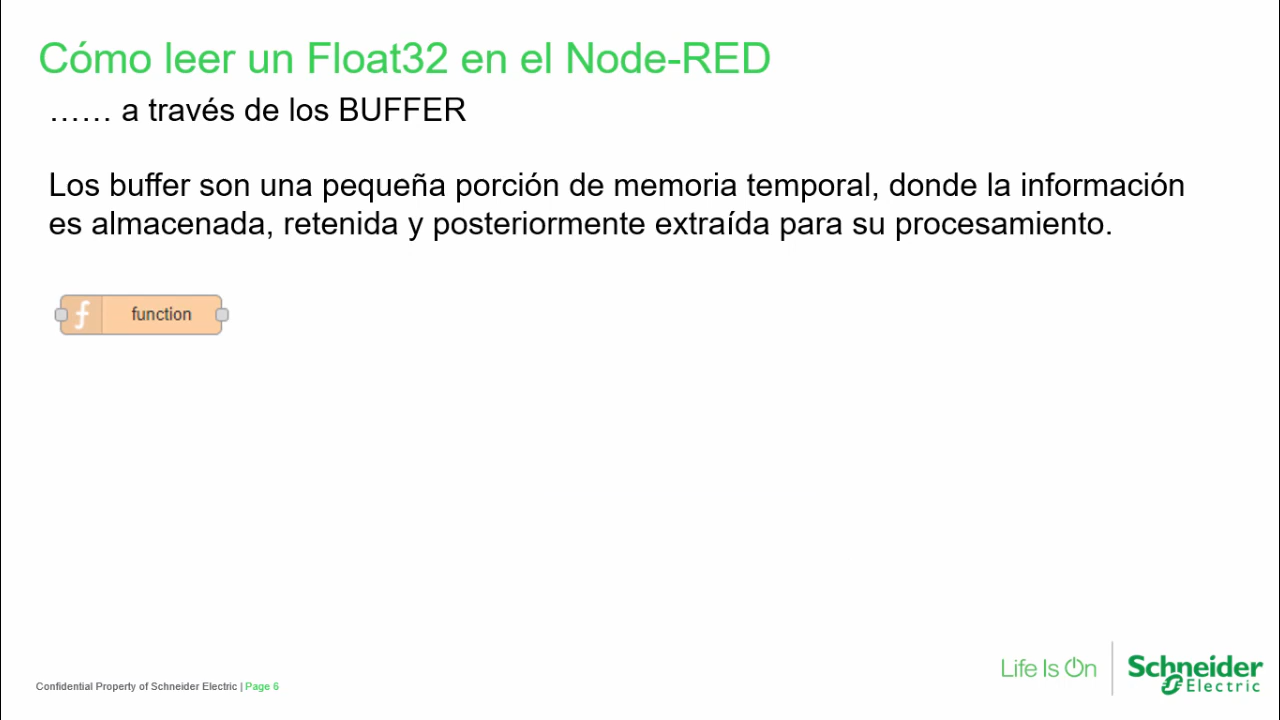 Cómo leer un Float32 en el Node-RED
…… a través de los BUFFER
Los buffer son una pequeña porción de memoria temporal, donde la información
es almacenada, retenida y posteriormente extraída para su procesamiento.
f function
Life Is On
Schneider
Electric
Confidential Property of Schneider Electric | Page 6